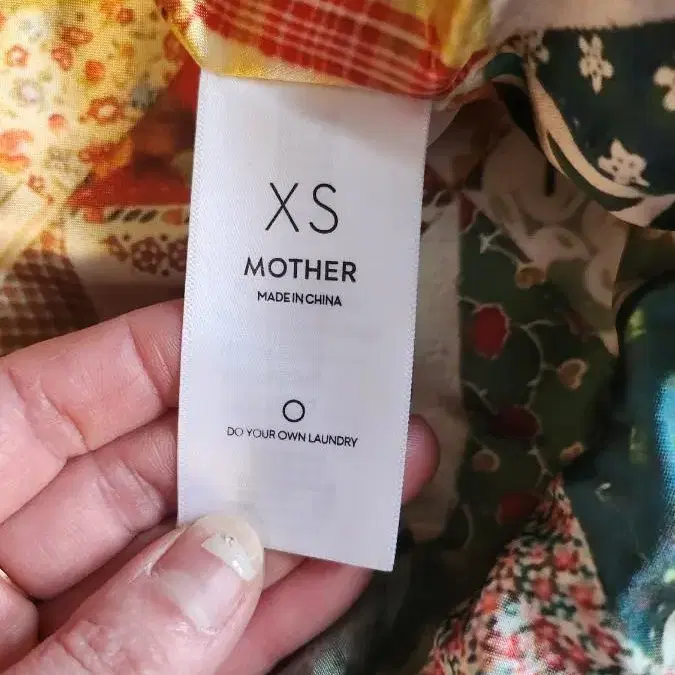 XS
MOTHER
MADE IN CHINA
DO YOUR OWN LAUNDRY